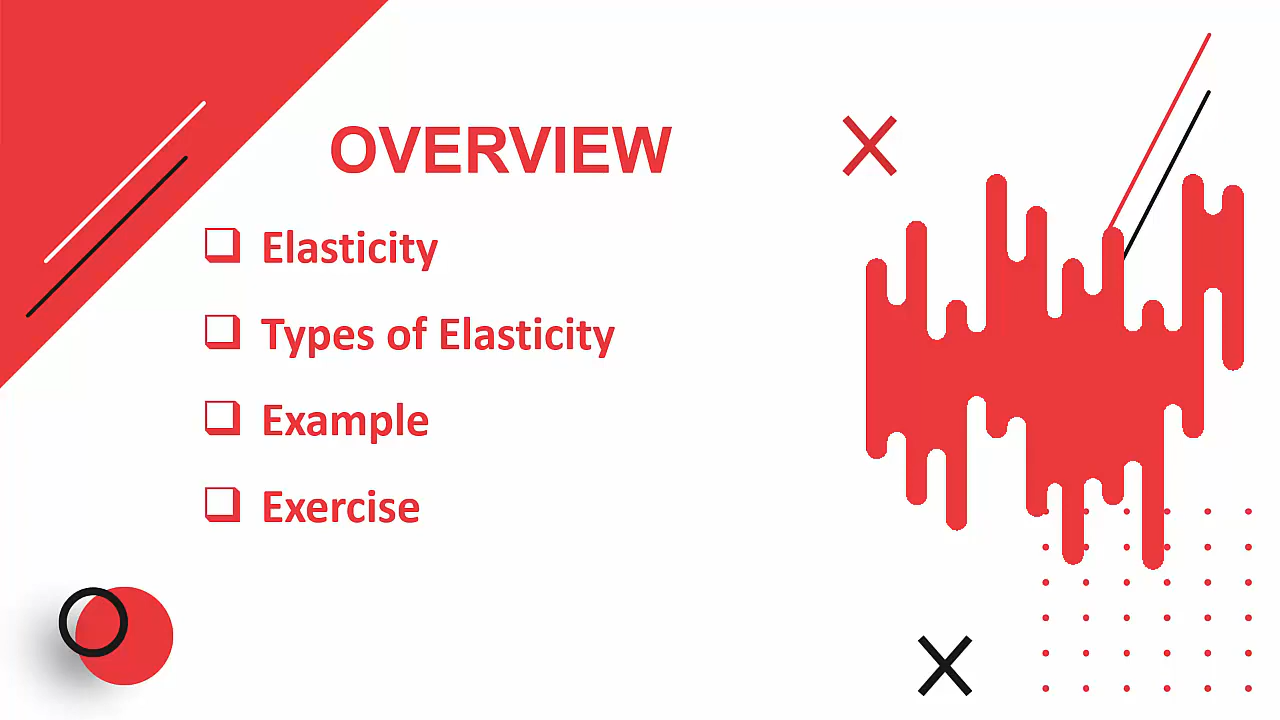 OVERVIEW
Elasticity
Types of Elasticity
Example
Exercise